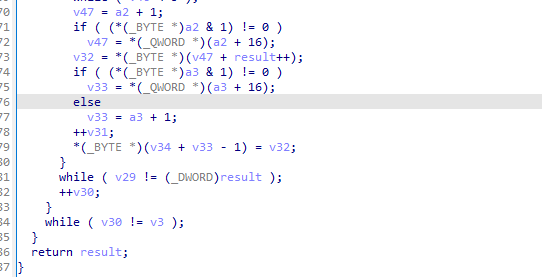 70 v47 = a2 + 1;
71 if ( (*(_BYTE *)a2 & 1) != 0 )
72 v47 = *(_QWORD *)(a2 + 16);
73 v32 = *(_BYTE *)(v47 + result++);
74 if ( (*(_BYTE *)a3 & 1) != 0 )
75 v33 = *(_QWORD *)(a3 + 16);
76 else
77 v33 = a3 + 1;
78 ++v31;
79 *(_BYTE *)(v34 + v33 - 1) = v32;
80 }
81 while ( v29 != (_DWORD)result );
82 ++v30;
83 }
84 while ( v30 != v3 );
85 }
86 return result;
87 }